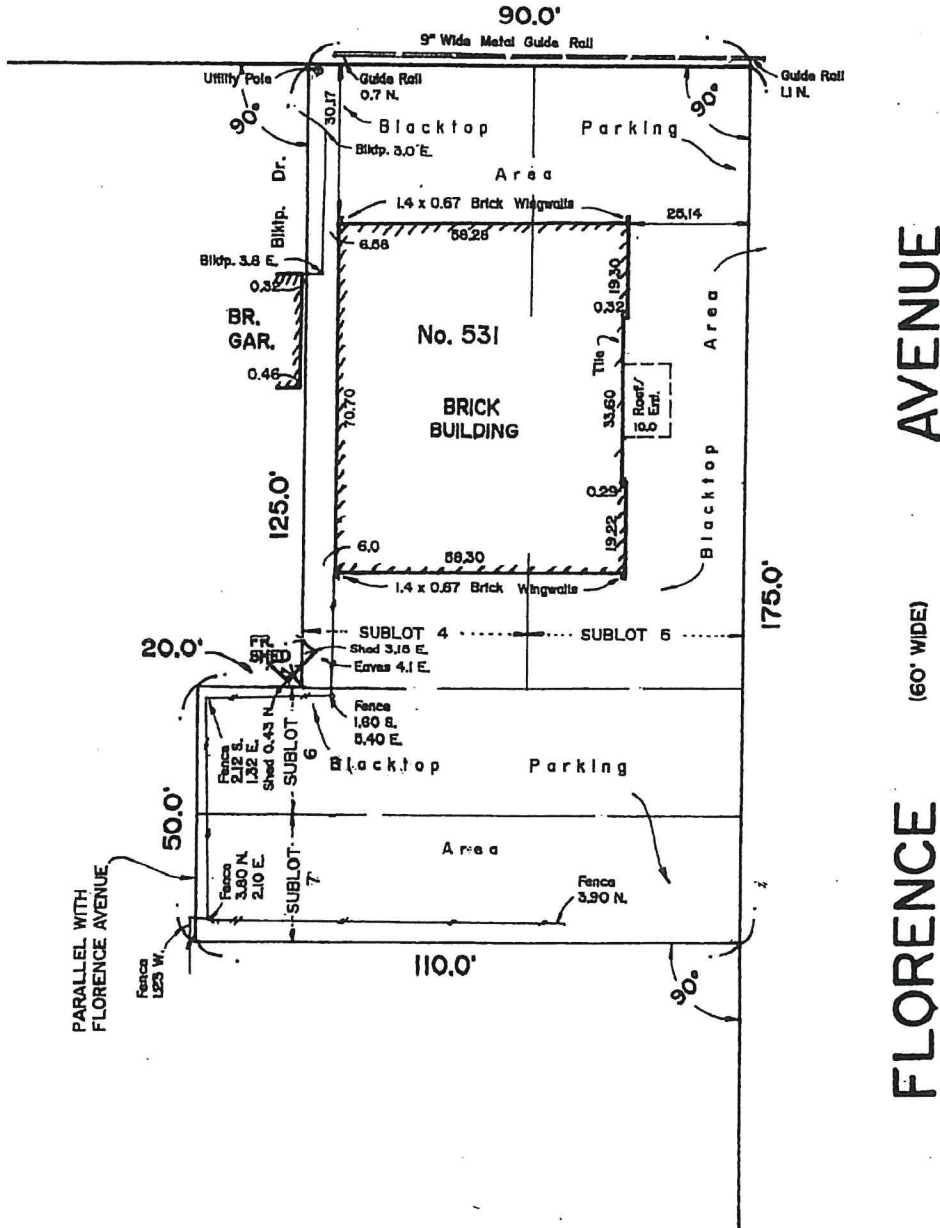 90.0'
9" Wide Metal Guide Rail
Utility Pole
Guide Rail
0.7 N.
Guide Rail
1.1 N.
90°
30.17
90°
Blacktop
Parking
Blktp. 3.0 E.
Area
Blktp. Dr.
1.4 x 0.67 Brick Wingwalls
25.14
58.28
6.58
Blktp. 3.8 E.
0.32
19.30
0.32
BR.
GAR.
No. 531
Tile
Area
AVENUE
0.46
70.70
BRICK
BUILDING
33.60
Roof/
10.0 Ent.
Blacktop
125.0'
0.29
19.22
6.0
58.30
1.4 x 0.67 Brick Wingwalls
175.0'
(60' WIDE)
SUBLOT 4
SUBLOT 5
20.0'
FR.
SHED
Shed 3.15 E.
Eaves 4.1 E.
Fence
1.60 S.
5.40 E.
Fence
2.12 S.
1.32 E.
Shed 0.43 N.
SUBLOT 6
Blacktop
Parking
50.0'
Area
FLORENCE
Fence
3.80 N.
2.10 E.
SUBLOT 7
Fence
3.90 N.
PARALLEL WITH
FLORENCE AVENUE
Fence
1.23 W.
110.0'
90°